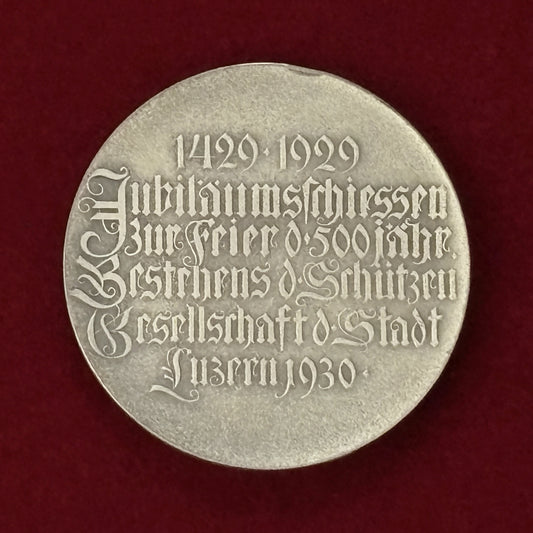 1429 · 1929
Jubiläumsschiessen
zur Feier d. 500 jähr.
Bestehens d. Schützen
Gesellschaft d. Stadt
Luzern 1930 ·